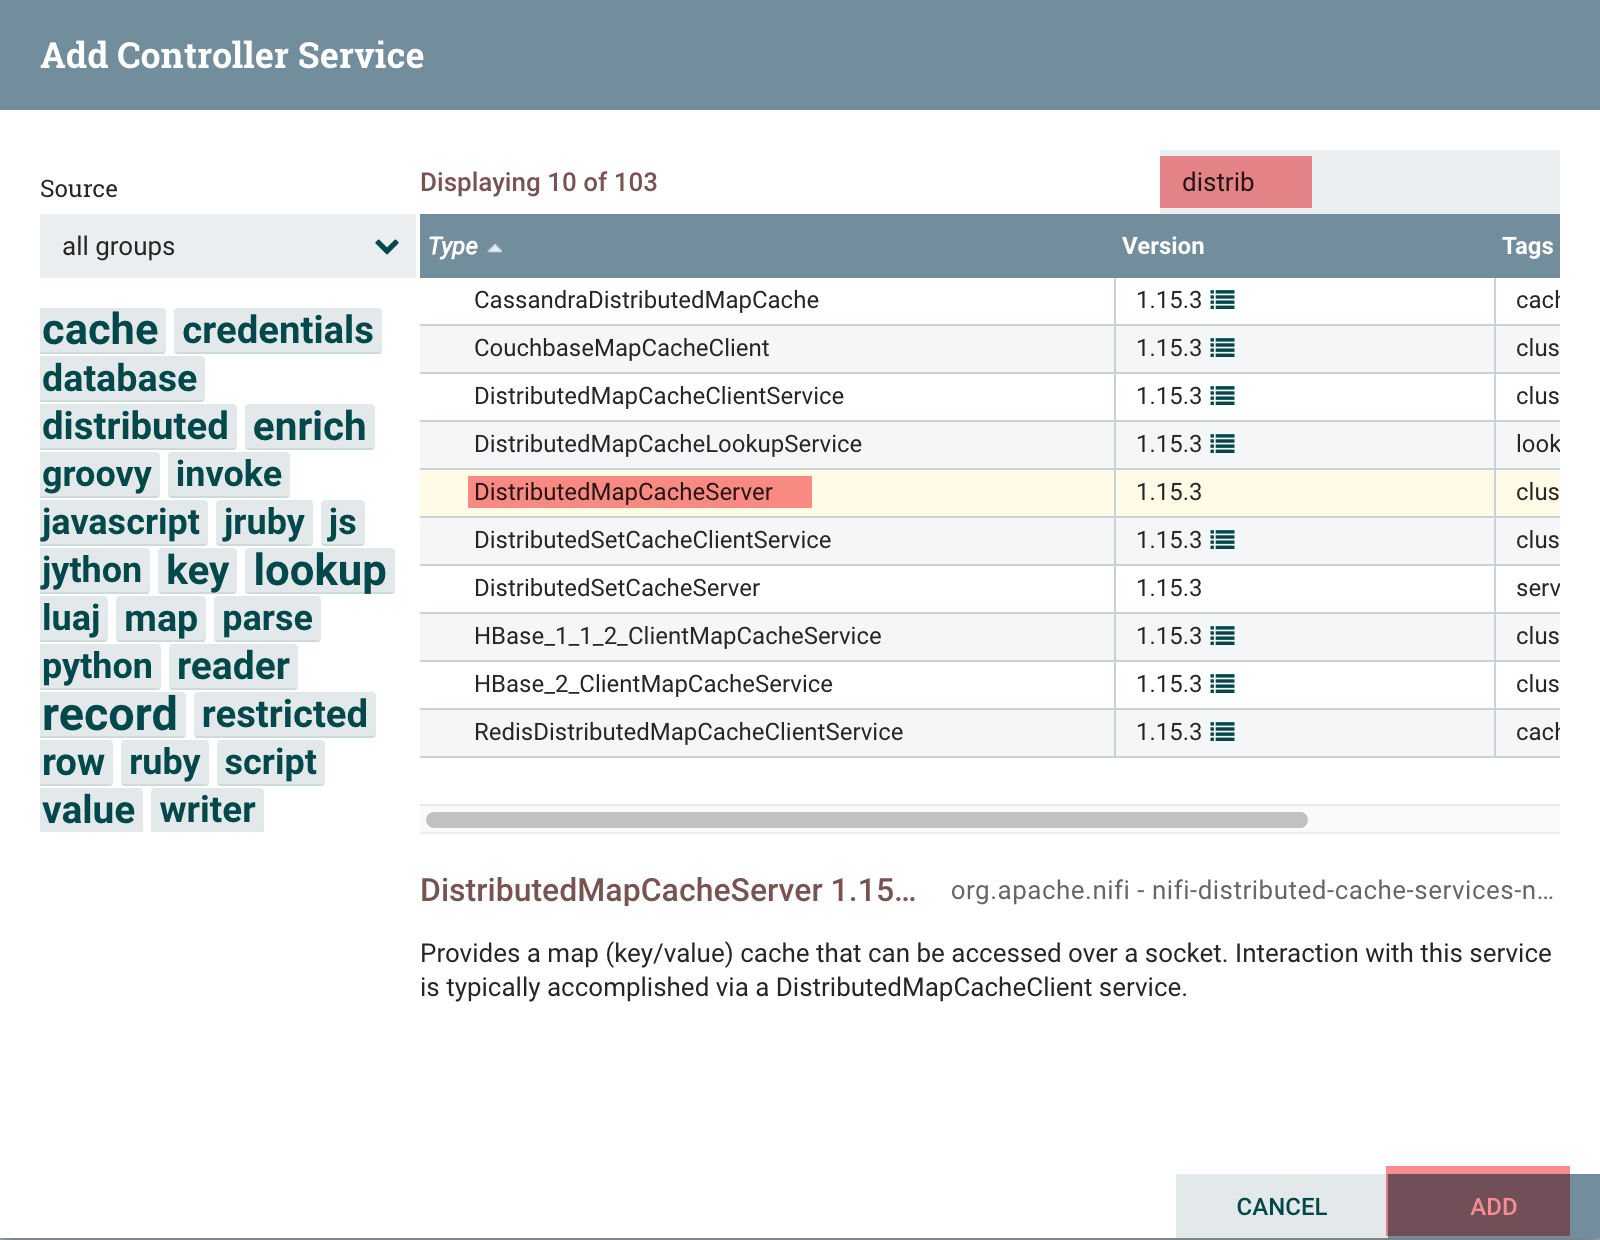 Add Controller Service
Source
all groups
cache credentials
database
distributed enrich
groovy invoke
javascript jruby js
jython key lookup
luaj map parse
python reader
record restricted
row ruby script
value writer
Displaying 10 of 103
distrib
Type Version Tags
CassandraDistributedMapCache 1.15.3 cach
CouchbaseMapCacheClient 1.15.3 clus
DistributedMapCacheClientService 1.15.3 clus
DistributedMapCacheLookupService 1.15.3 look
DistributedMapCacheServer 1.15.3 clus
DistributedSetCacheClientService 1.15.3 clus
DistributedSetCacheServer 1.15.3 serv
HBase_1_1_2_ClientMapCacheService 1.15.3 clus
HBase_2_ClientMapCacheService 1.15.3 clus
RedisDistributedMapCacheClientService 1.15.3 cach
DistributedMapCacheServer 1.15... org.apache.nifi - nifi-distributed-cache-services-n...
Provides a map (key/value) cache that can be accessed over a socket. Interaction with this service
is typically accomplished via a DistributedMapCacheClient service.
CANCEL ADD